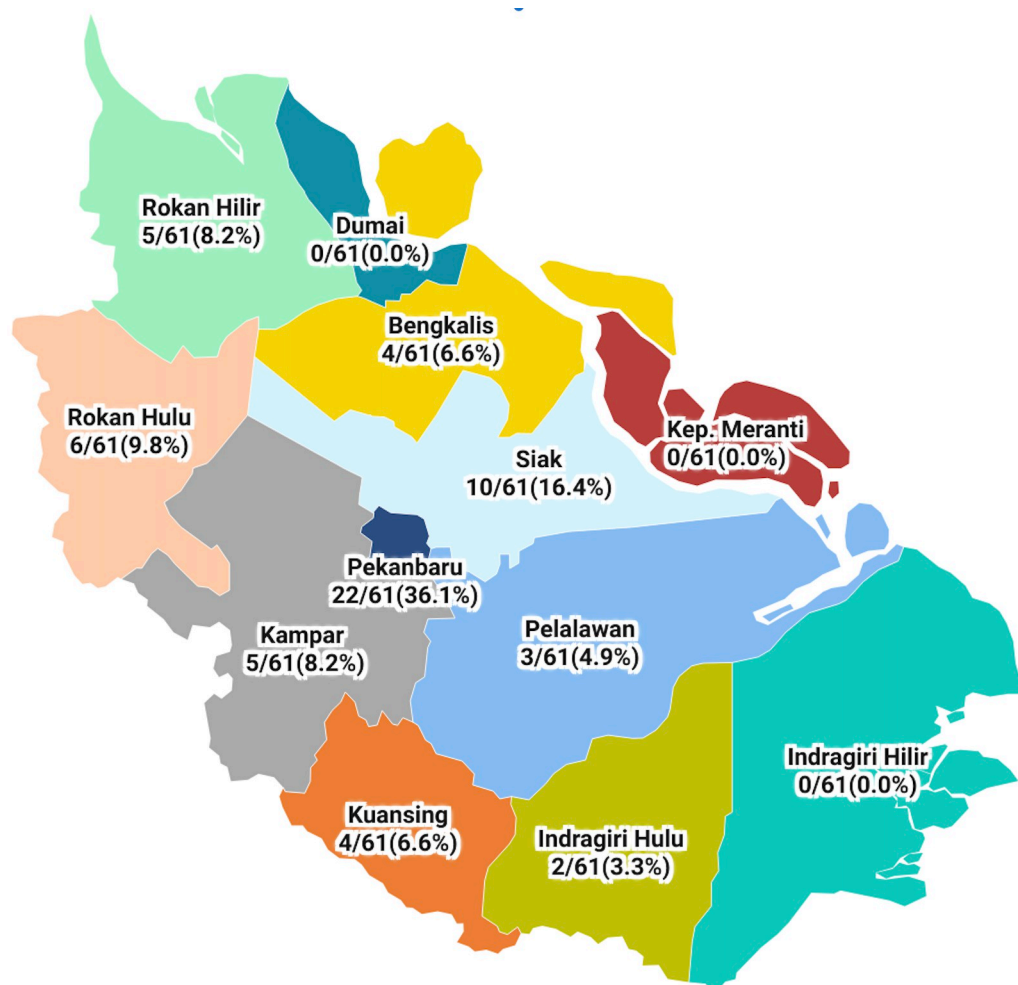 Rokan Hilir
5/61(8.2%)
Dumai
0/61(0.0%)
Bengkalis
4/61(6.6%)
Rokan Hulu
6/61(9.8%)
Kep. Meranti
0/61(0.0%)
Siak
10/61(16.4%)
Pekanbaru
22/61(36.1%)
Kampar
5/61(8.2%)
Pelalawan
3/61(4.9%)
Indragiri Hilir
0/61(0.0%)
Kuansing
4/61(6.6%)
Indragiri Hulu
2/61(3.3%)